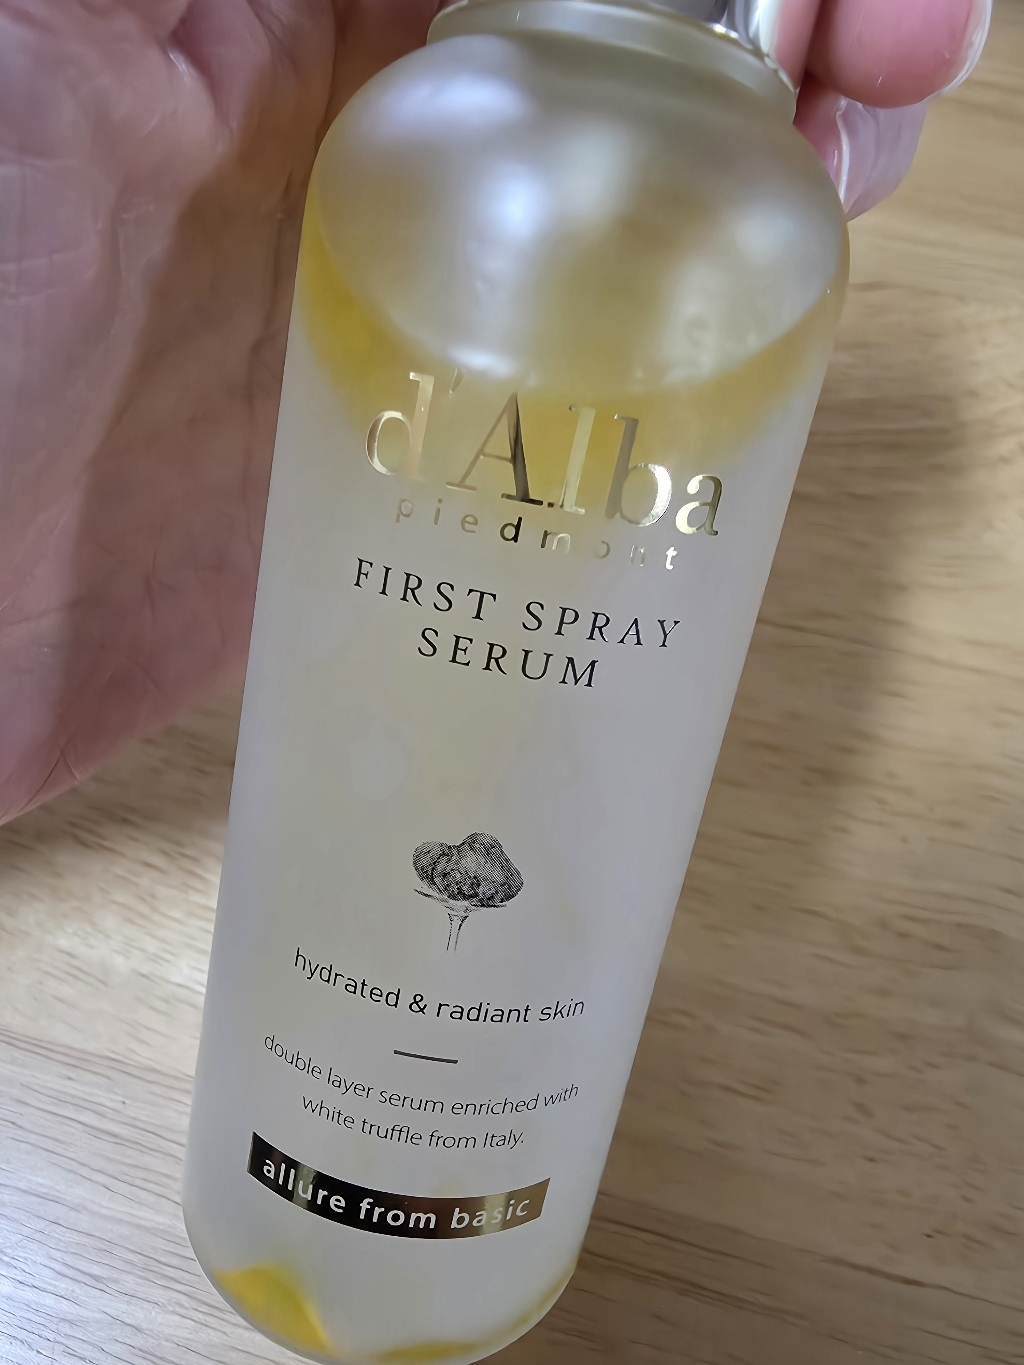 d'Alba
piedmont
FIRST SPRAY
SERUM
hydrated & radiant skin
double layer serum enriched with
white truffle from Italy.
allure from basic